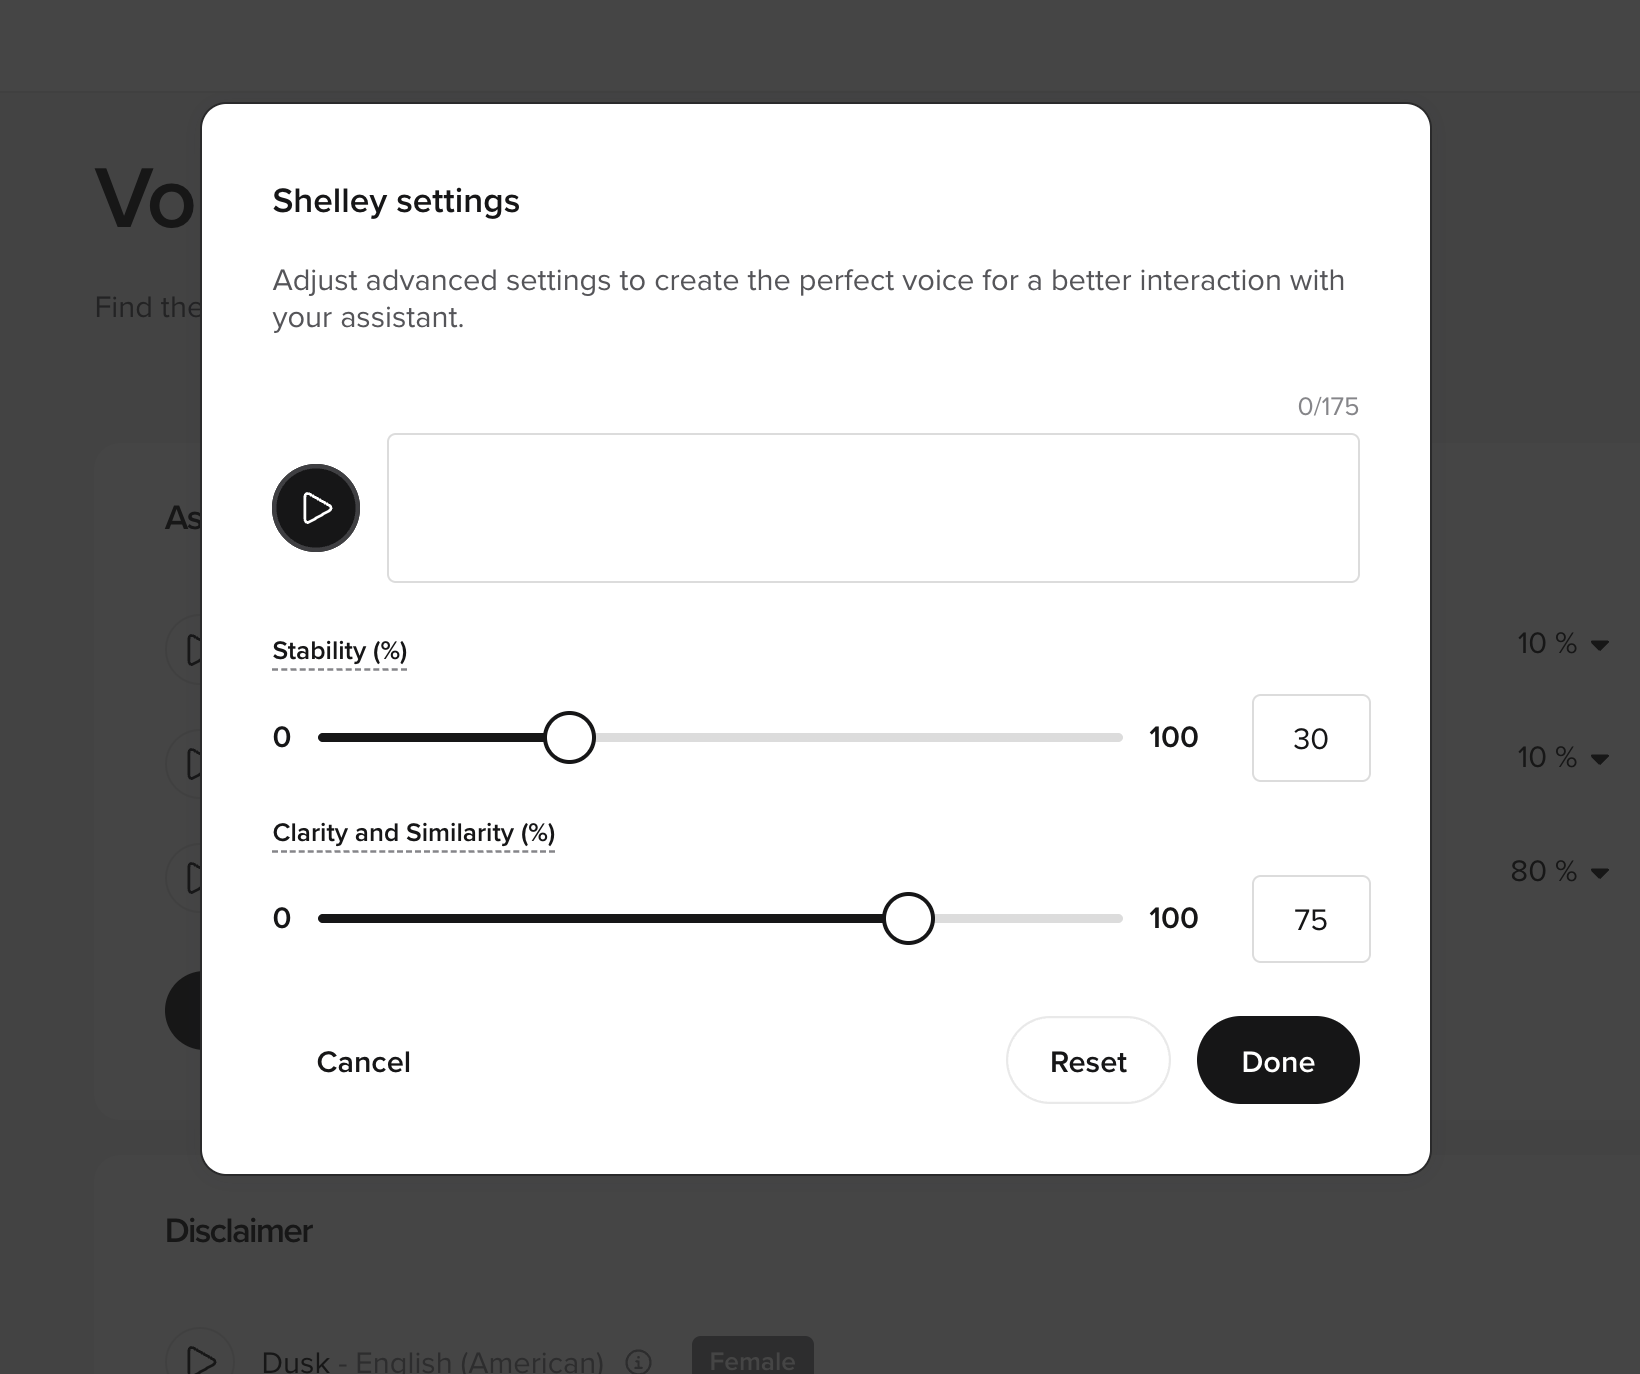 Vo
Find the
Shelley settings
Adjust advanced settings to create the perfect voice for a better interaction with
your assistant.
0/175
As
Stability (%)
0
100
30
10 %
10 %
Clarity and Similarity (%)
0
100
75
80 %
Cancel
Reset
Done
Disclaimer
Dusk - English (American)
Female